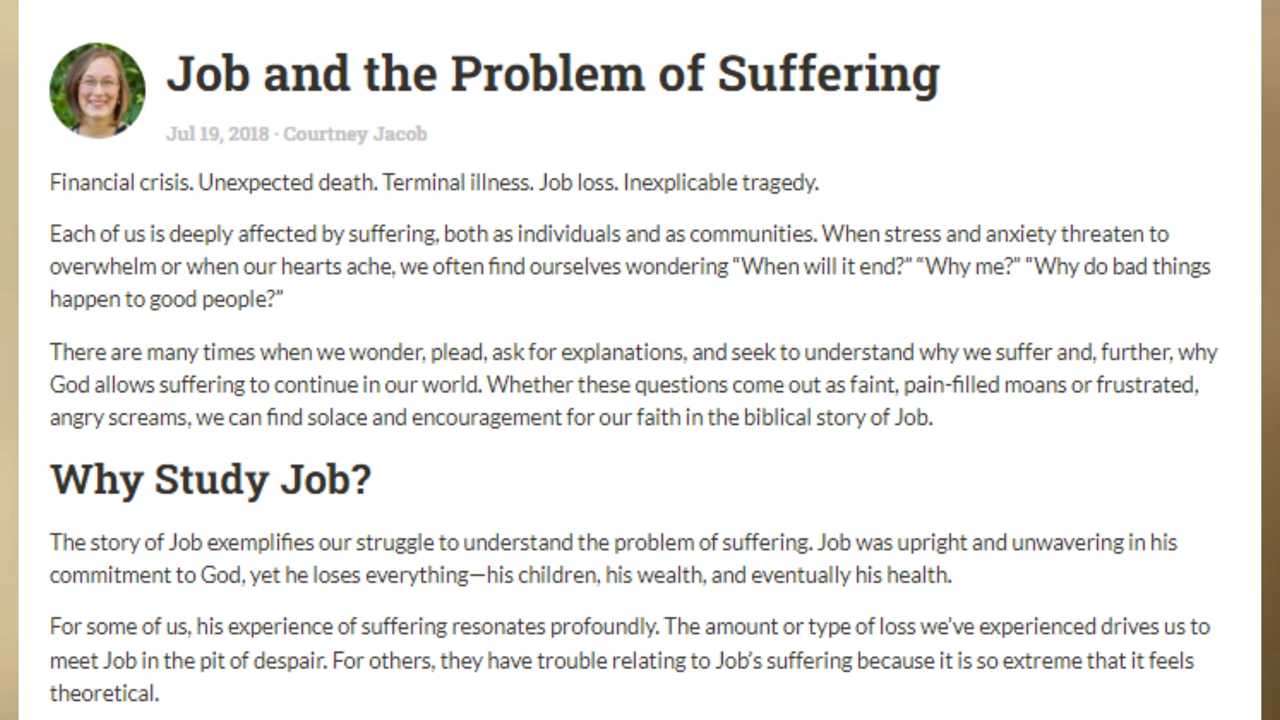 Job and the Problem of Suffering
Jul 19, 2018 · Courtney Jacob
Financial crisis. Unexpected death. Terminal illness. Job loss. Inexplicable tragedy.
Each of us is deeply affected by suffering, both as individuals and as communities. When stress and anxiety threaten to
overwhelm or when our hearts ache, we often find ourselves wondering “When will it end?” “Why me?” “Why do bad things
happen to good people?”
There are many times when we wonder, plead, ask for explanations, and seek to understand why we suffer and, further, why
God allows suffering to continue in our world. Whether these questions come out as faint, pain-filled moans or frustrated,
angry screams, we can find solace and encouragement for our faith in the biblical story of Job.
Why Study Job?
The story of Job exemplifies our struggle to understand the problem of suffering. Job was upright and unwavering in his
commitment to God, yet he loses everything—his children, his wealth, and eventually his health.
For some of us, his experience of suffering resonates profoundly. The amount or type of loss we’ve experienced drives us to
meet Job in the pit of despair. For others, they have trouble relating to Job’s suffering because it is so extreme that it feels
theoretical.